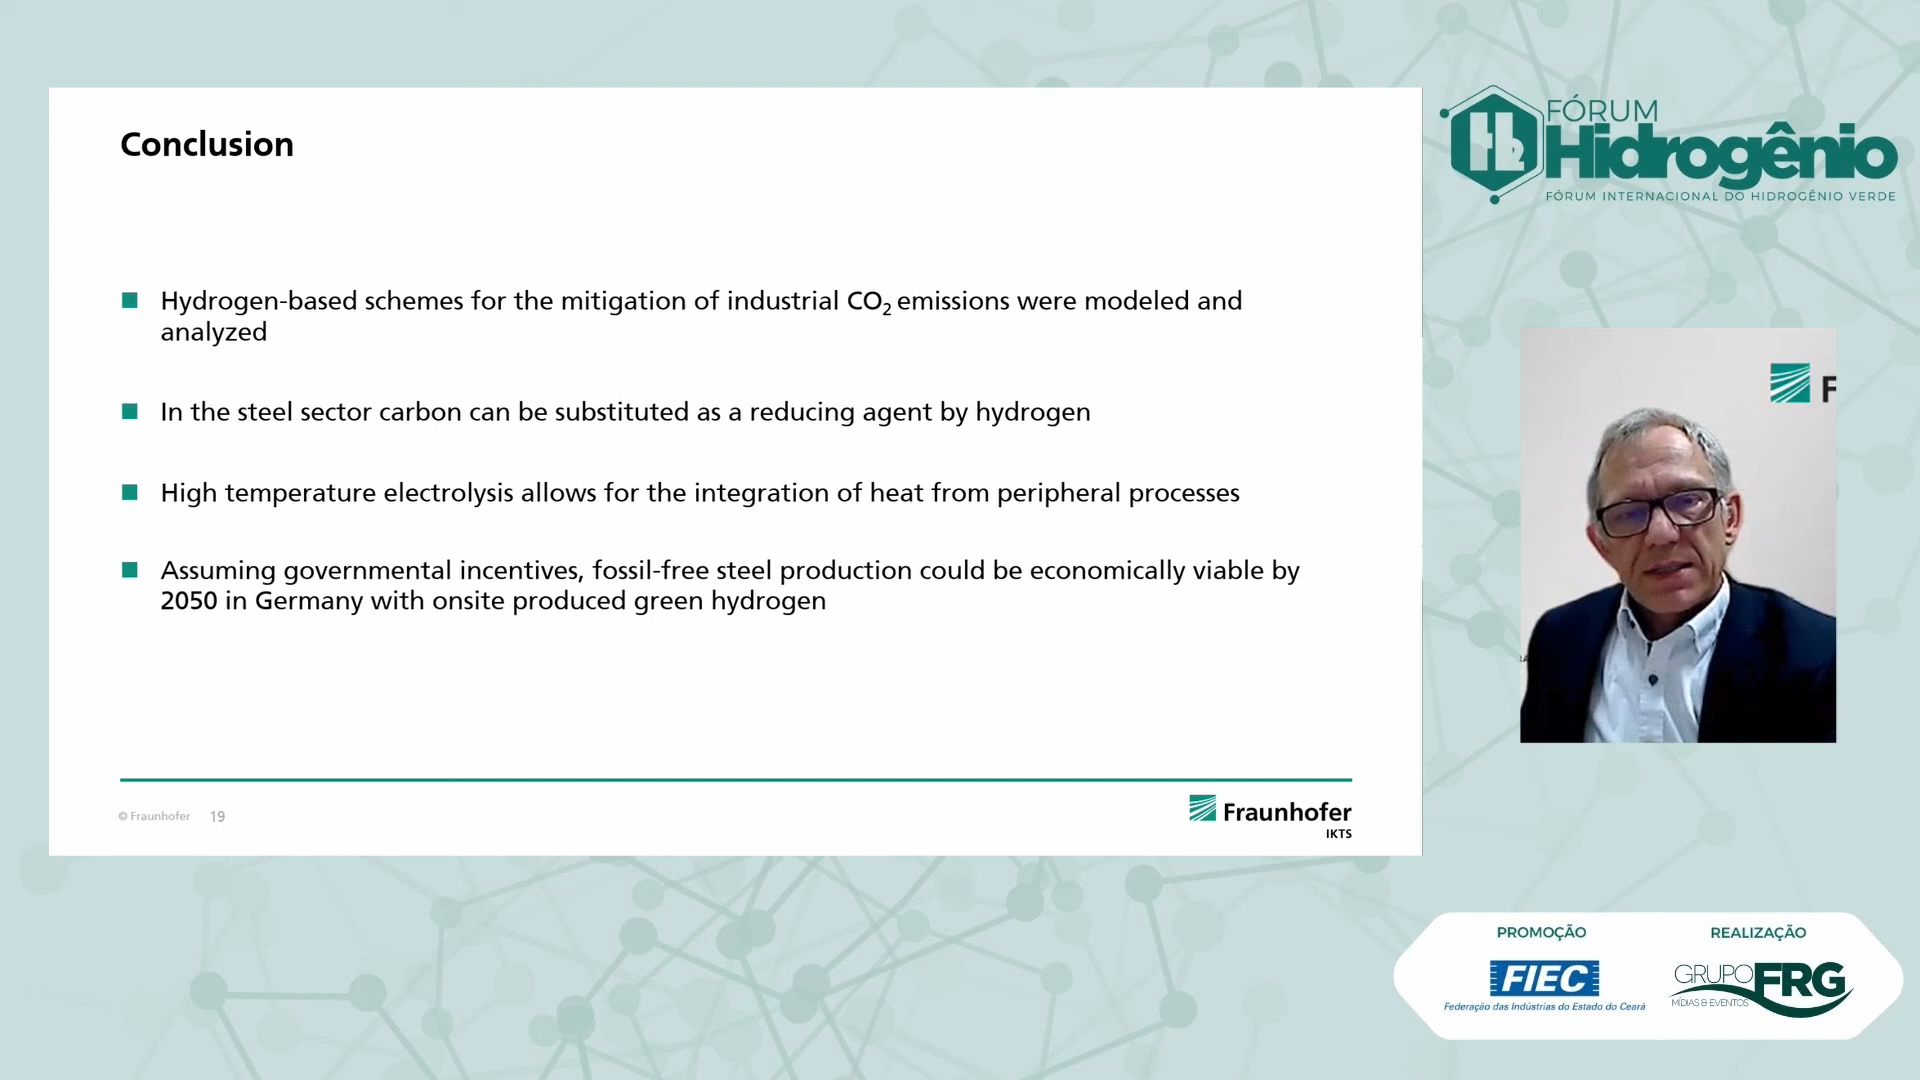 Conclusion
Hydrogen-based schemes for the mitigation of industrial CO₂ emissions were modeled and
analyzed
In the steel sector carbon can be substituted as a reducing agent by hydrogen
High temperature electrolysis allows for the integration of heat from peripheral processes
Assuming governmental incentives, fossil-free steel production could be economically viable by
2050 in Germany with onsite produced green hydrogen
© Fraunhofer 19
Fraunhofer
IKTS
H2
FÓRUM
Hidrogênio
FÓRUM INTERNACIONAL DO HIDROGÊNIO VERDE
F
PROMOÇÃO
FIEC
Federação das Indústrias do Estado do Ceará
REALIZAÇÃO
GRUPO FRG
MÍDIAS & EVENTOS